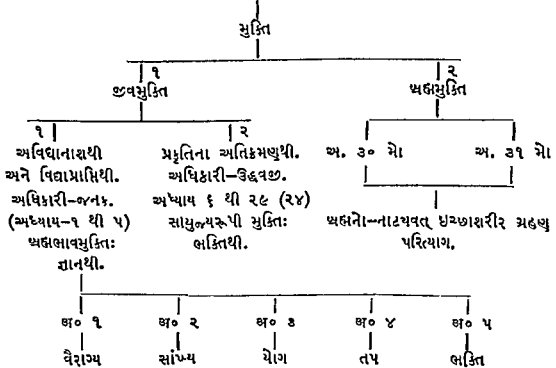 મુક્તિ
૧ ૨
જીવમુક્તિ બ્રહ્મમુક્તિ
૧ ૨
અવિદ્યાનાશથી પ્રકૃતિના અતિક્રમણથી. અ. ૩૦ મો અ. ૩૧ મો
અને વિદ્યાપ્રાપ્તિથી. અધિકારી-ઉદ્ધવજી.
અધિકારી-જનક. અધ્યાય ૬ થી ૨૯ (૨૪)
(અધ્યાય-૧ થી ૫) સાયુજ્યરૂપી મુક્તિઃ બ્રહ્મનો-નાટ્યવત્ ઇચ્છાશરીર ગ્રહણ
બ્રહ્મભાવમુક્તિઃ ભક્તિથી. પરિત્યાગ.
જ્ઞાનથી.
અ૦ ૧ અ૦ ૨ અ૦ ૩ અ૦ ૪ અ૦ ૫
વૈરાગ્ય સાંખ્ય યોગ તપ ભક્તિ